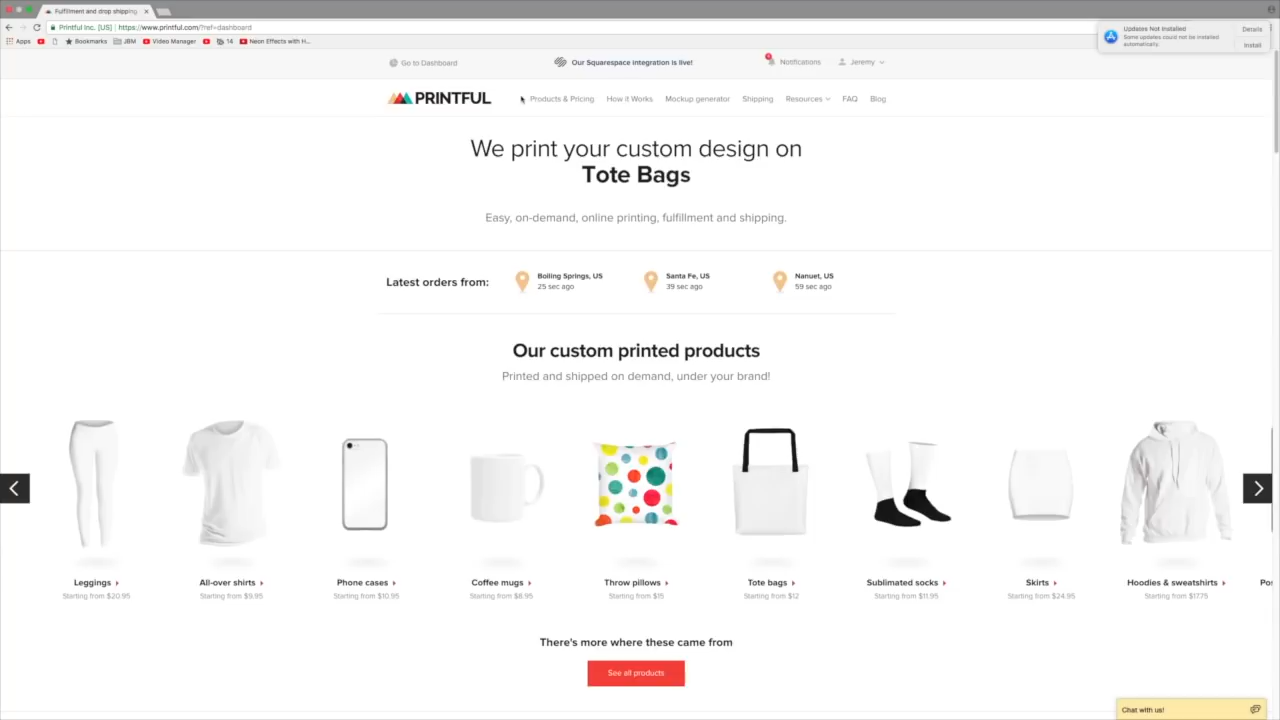 Fulfillment and drop shipping
Printful Inc. [US] | https://www.printful.com/?ref=dashboard
Apps
Bookmarks
JBM
Video Manager
14
Neon Effects with H...
Updates Not Installed
Some updates could not be installed
automatically.
Details
Install
Go to Dashboard
Our Squarespace integration is live!
Notifications
Jeremy
PRINTFUL
Products & Pricing
How it Works
Mockup generator
Shipping
Resources
FAQ
Blog
We print your custom design on
Tote Bags
Easy, on-demand, online printing, fulfillment and shipping.
Latest orders from:
Boiling Springs, US
25 sec ago
Santa Fe, US
39 sec ago
Nanuet, US
59 sec ago
Our custom printed products
Printed and shipped on demand, under your brand!
Leggings
Starting from $20.95
All-over shirts
Starting from $9.95
Phone cases
Starting from $10.95
Coffee mugs
Starting from $8.95
Throw pillows
Starting from $15
Tote bags
Starting from $12
Sublimated socks
Starting from $11.95
Skirts
Starting from $24.95
Hoodies & sweatshirts
Starting from $17.75
Pos
There's more where these came from
See all products
Chat with us!